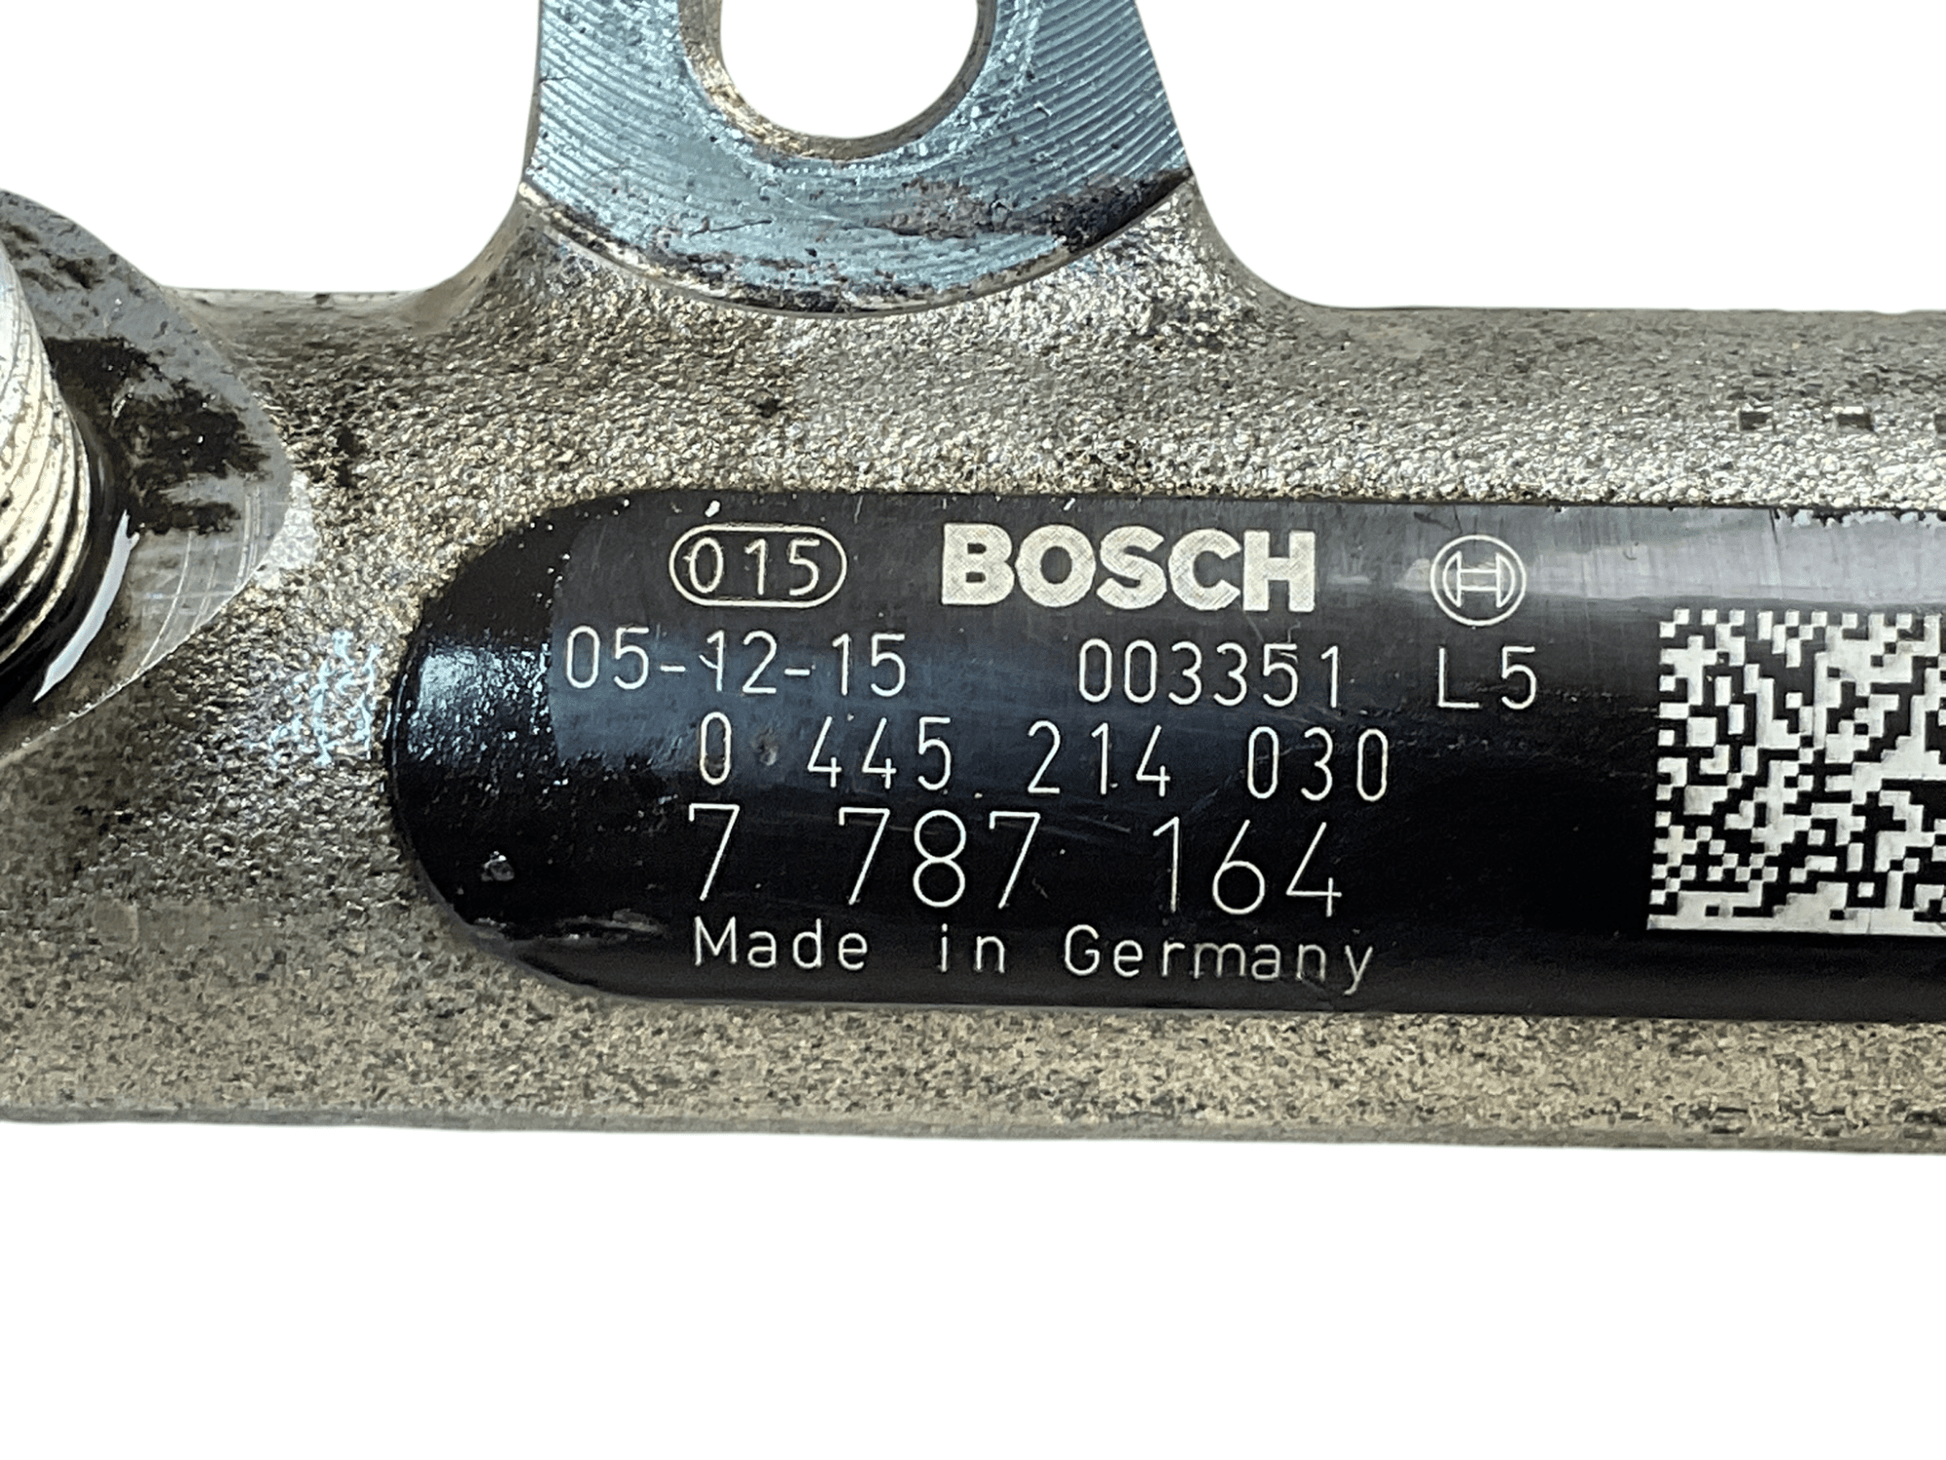 015 BOSCH
05-12-15 003351 L5
0 445 214 030
7 787 164
Made in Germany